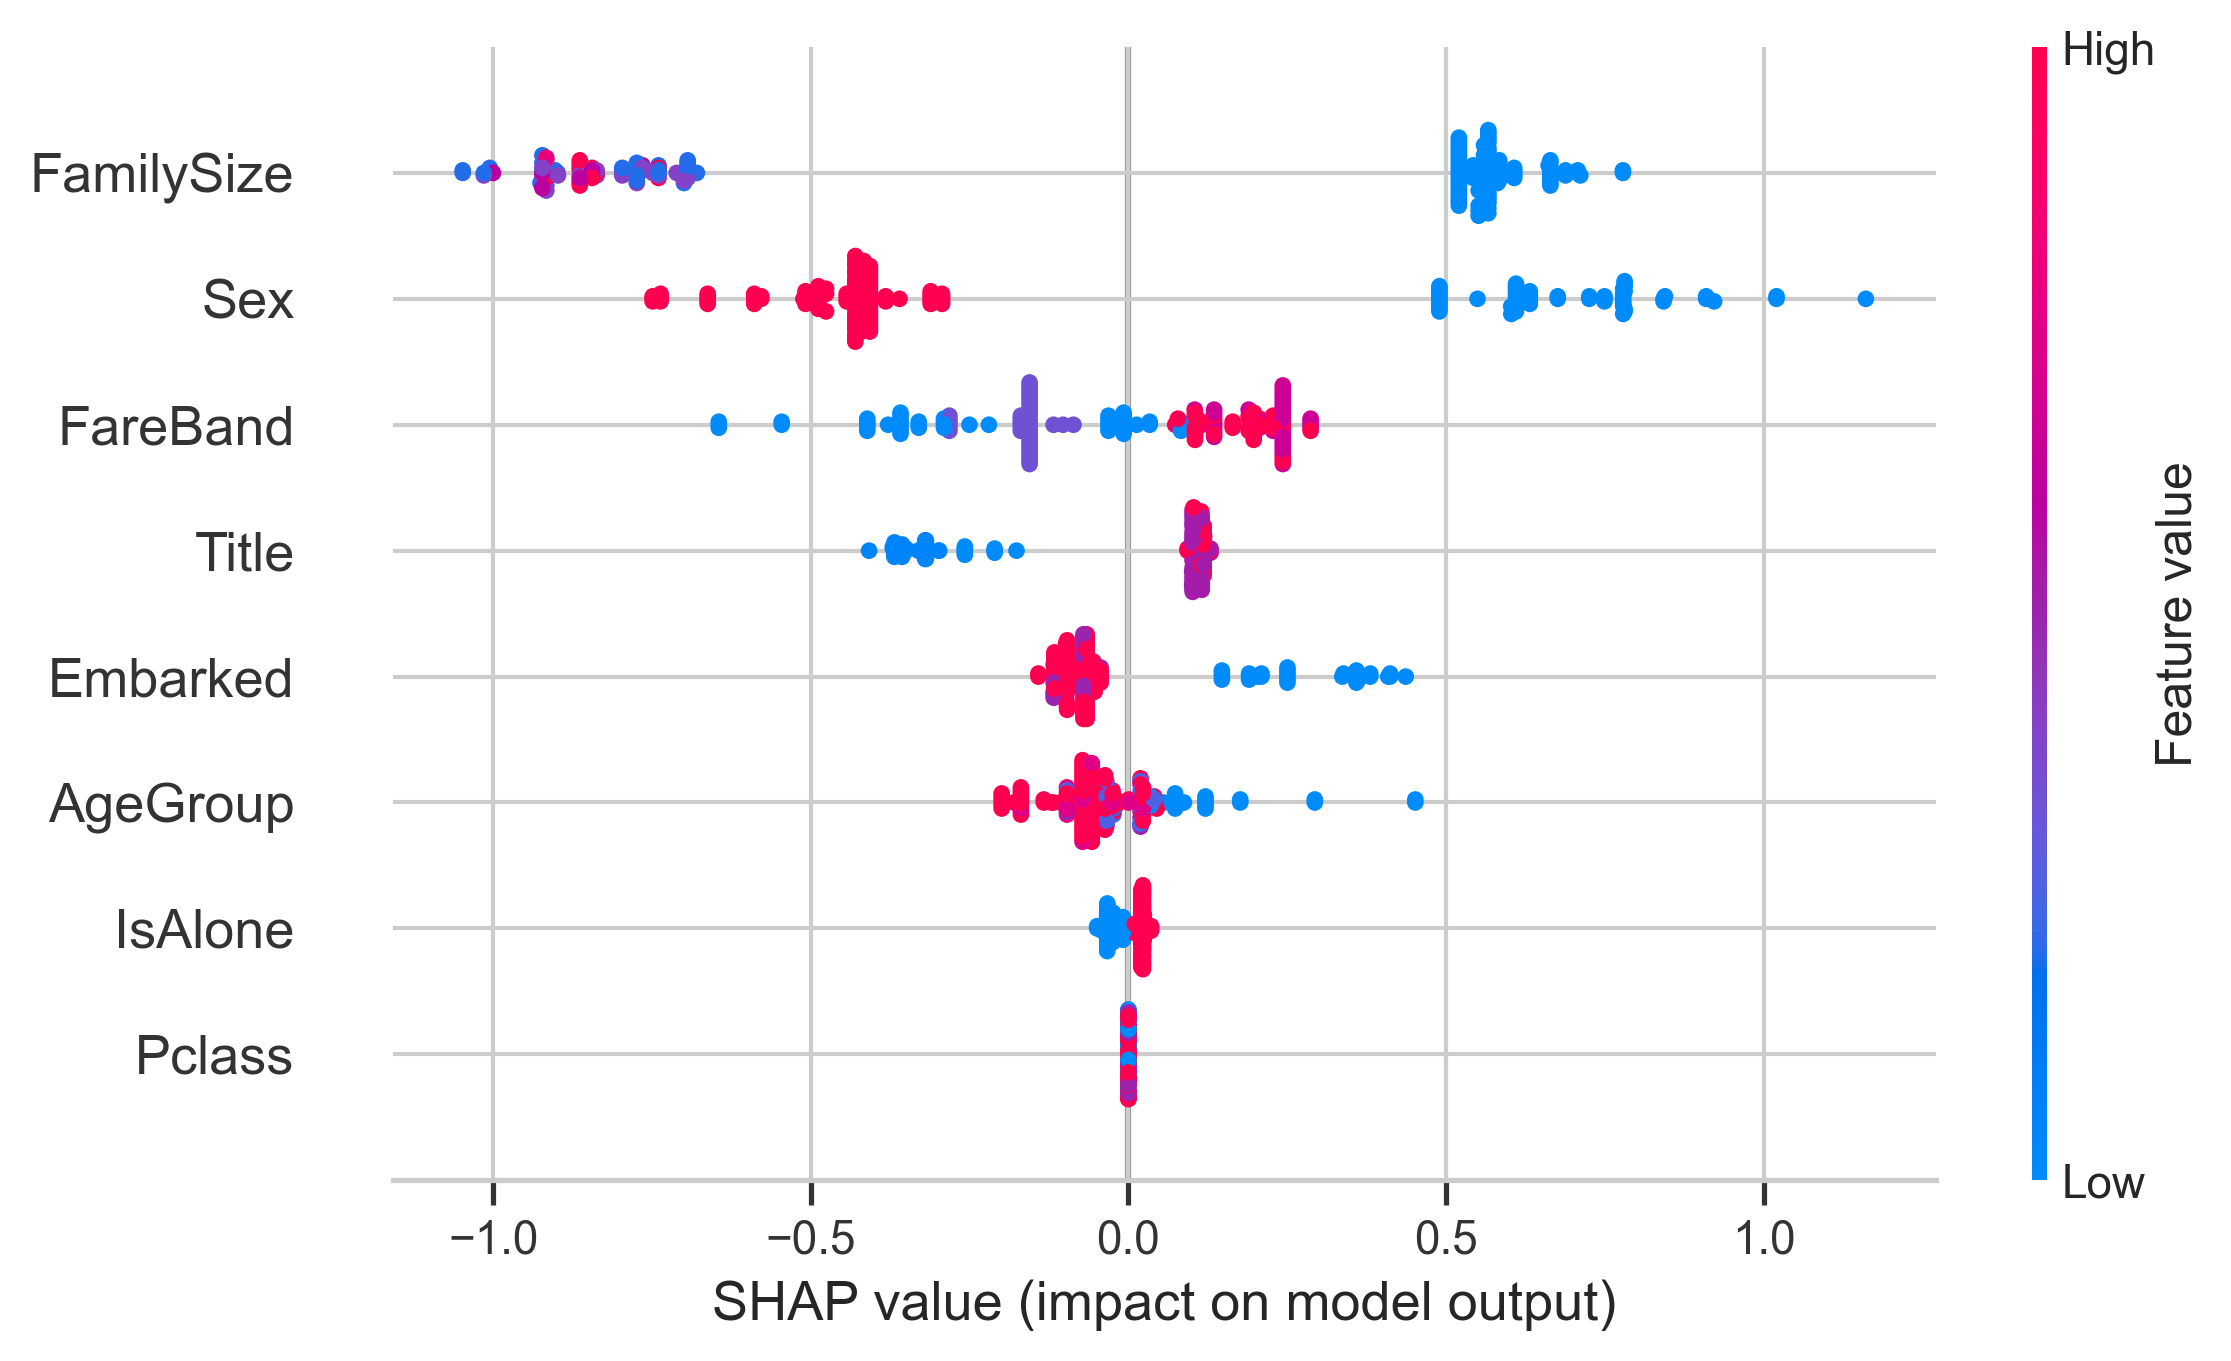 High
FamilySize
Sex
FareBand
Title
Embarked
AgeGroup
IsAlone
Pclass
Feature value
Low
−1.0 −0.5 0.0 0.5 1.0
SHAP value (impact on model output)